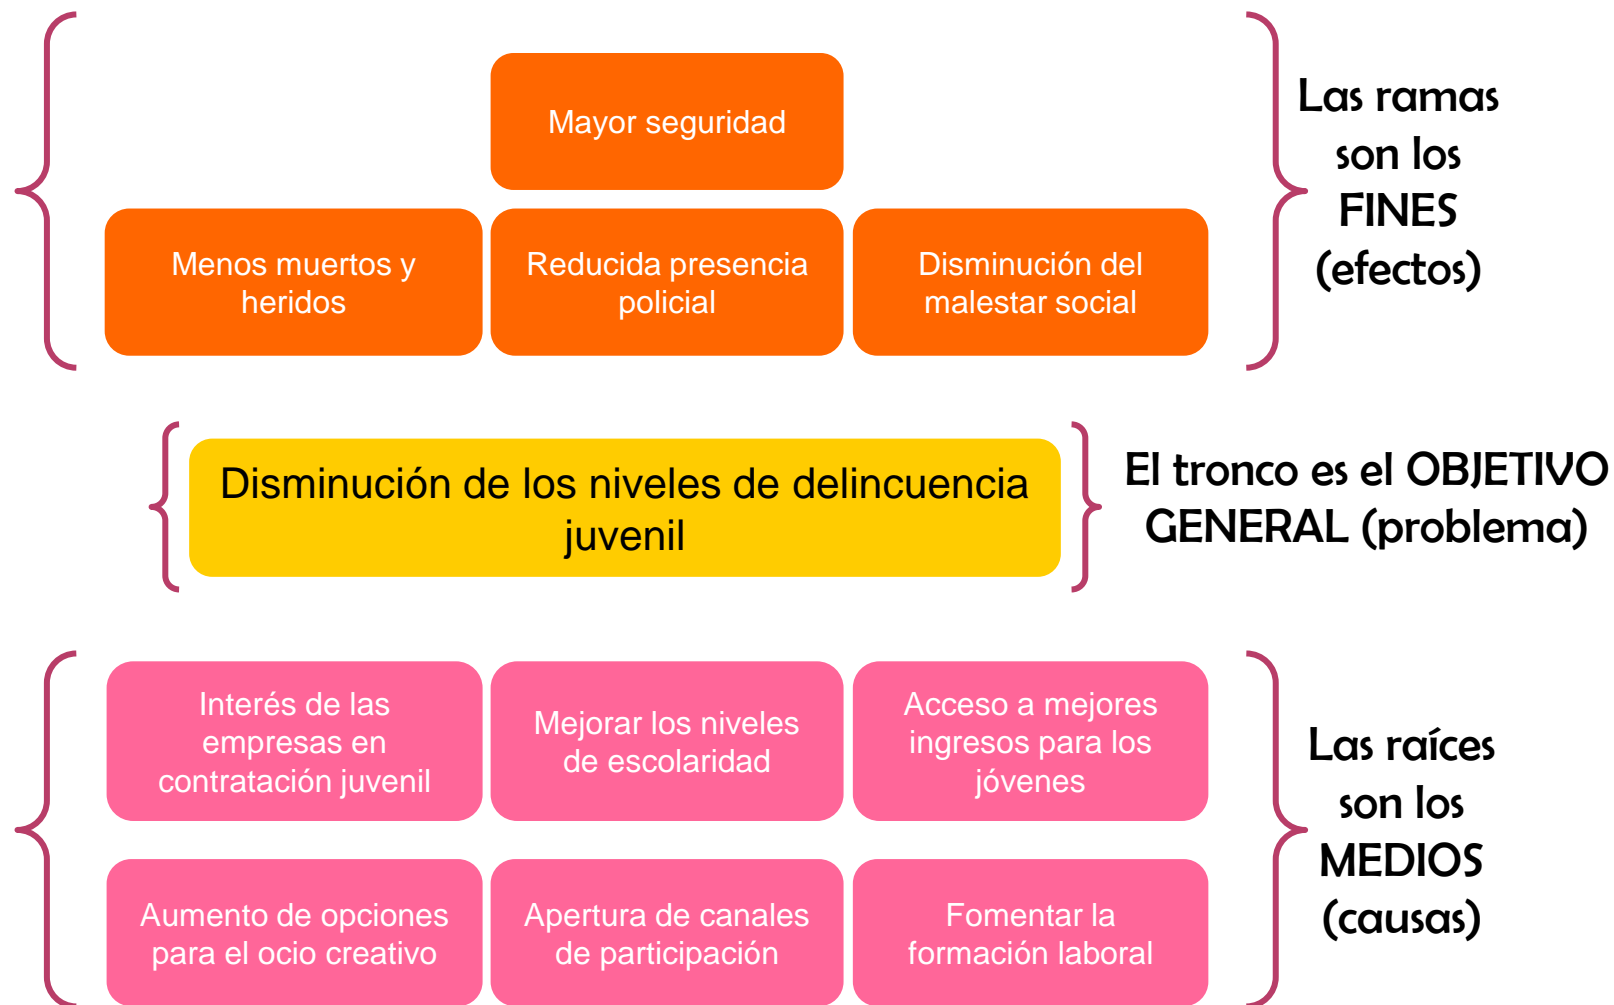 Mayor seguridad
Las ramas
son los
FINES
(efectos)
Menos muertos y
heridos
Reducida presencia
policial
Disminución del
malestar social
Disminución de los niveles de delincuencia
juvenil
El tronco es el OBJETIVO
GENERAL (problema)
Interés de las
empresas en
contratación juvenil
Mejorar los niveles
de escolaridad
Acceso a mejores
ingresos para los
jóvenes
Las raíces
son los
MEDIOS
(causas)
Aumento de opciones
para el ocio creativo
Apertura de canales
de participación
Fomentar la
formación laboral